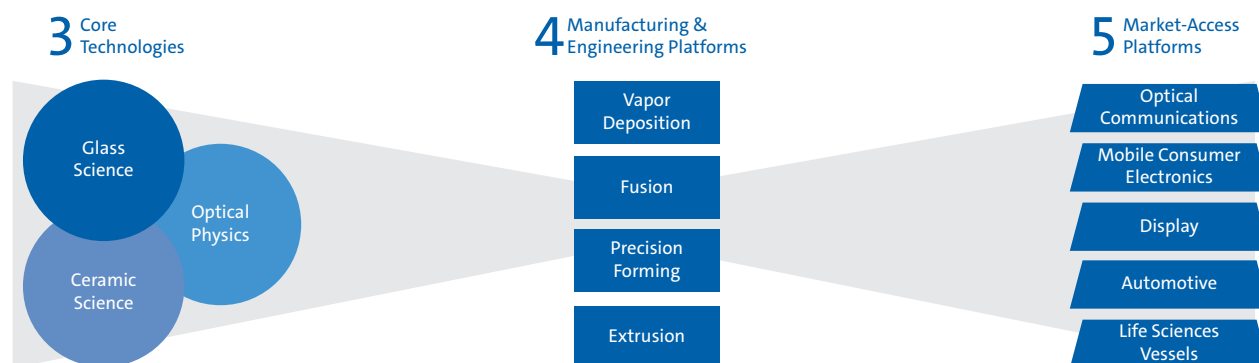 3 Core
Technologies
Glass
Science
Optical
Physics
Ceramic
Science
4 Manufacturing &
Engineering Platforms
Vapor
Deposition
Fusion
Precision
Forming
Extrusion
5 Market-Access
Platforms
Optical
Communications
Mobile Consumer
Electronics
Display
Automotive
Life Sciences
Vessels